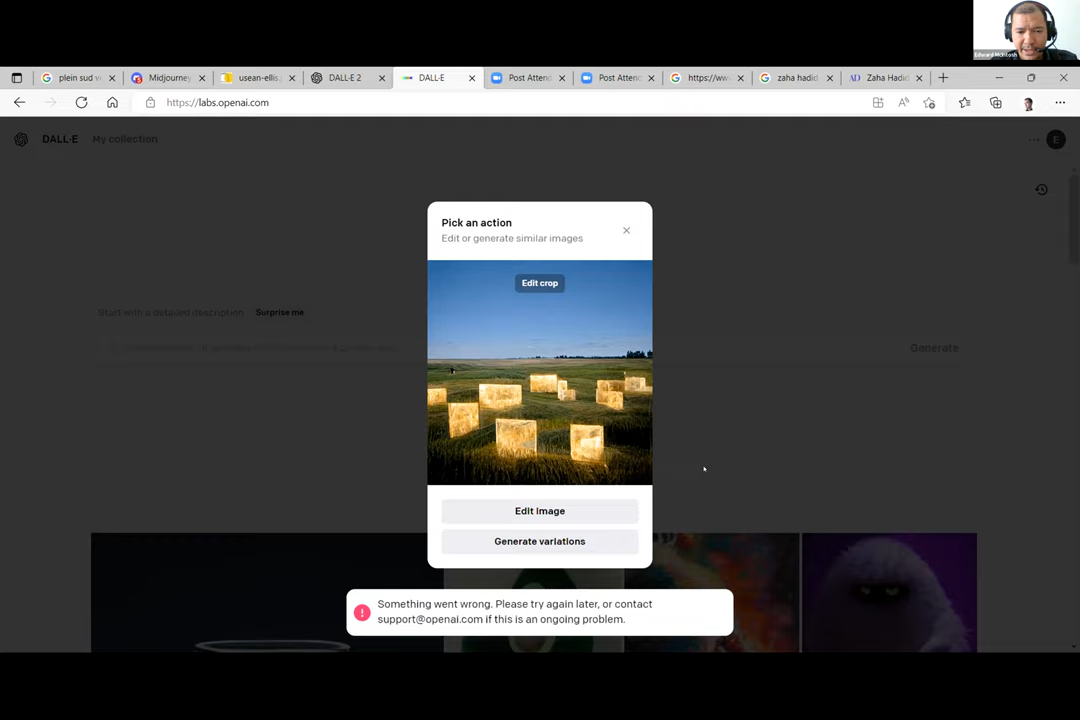 Edward McIntosh
plein sud v
Midjourney
usean-ellis.
DALL·E 2
DALL·E
Post Attend
Post Attend
https://ww
zaha hadid
Zaha Hadid
https://labs.openai.com
DALL·E
My collection
E
Pick an action
Edit or generate similar images
Edit crop
Start with a detailed description
Surprise me
Generate
Edit image
Generate variations
Something went wrong. Please try again later, or contact
support@openai.com if this is an ongoing problem.